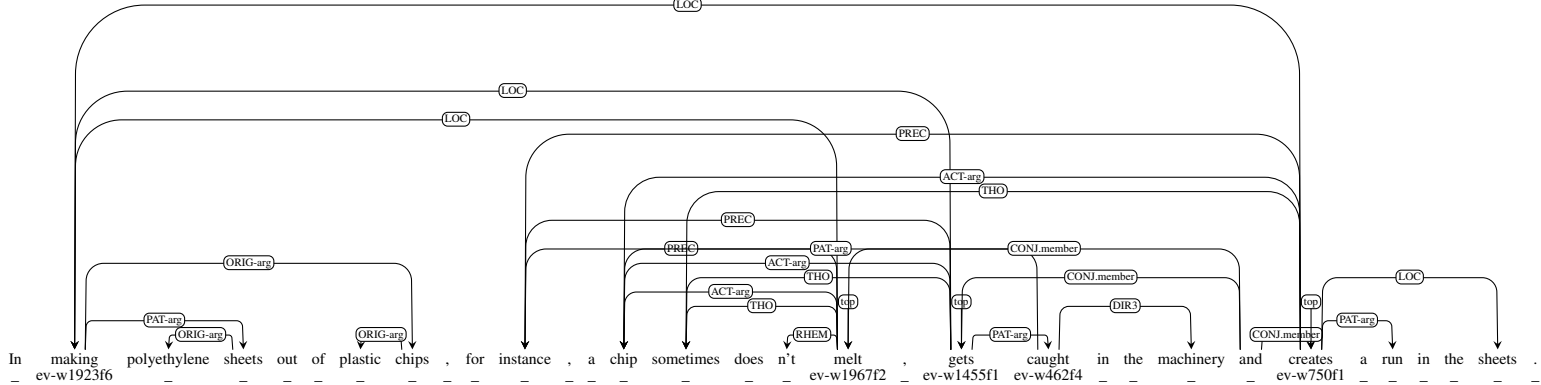 LOC
LOC
LOC
PREC
ACT-arg
THO
PREC
PREC PAT-arg CONJ.member
ORIG-arg ACT-arg
THO CONJ.member LOC
ACT-arg
THO top top DIR3 top
PAT-arg PAT-arg
ORIG-arg ORIG-arg RHEM PAT-arg CONJ.member
In making polyethylene sheets out of plastic chips , for instance , a chip sometimes does n't melt , gets caught in the machinery and creates a run in the sheets .
_ ev-w1923f6 _ _ _ _ _ _ _ _ _ _ _ _ _ _ _ ev-w1967f2 _ ev-w1455f1 ev-w462f4 _ _ _ _ ev-w750f1 _ _ _ _ _ _